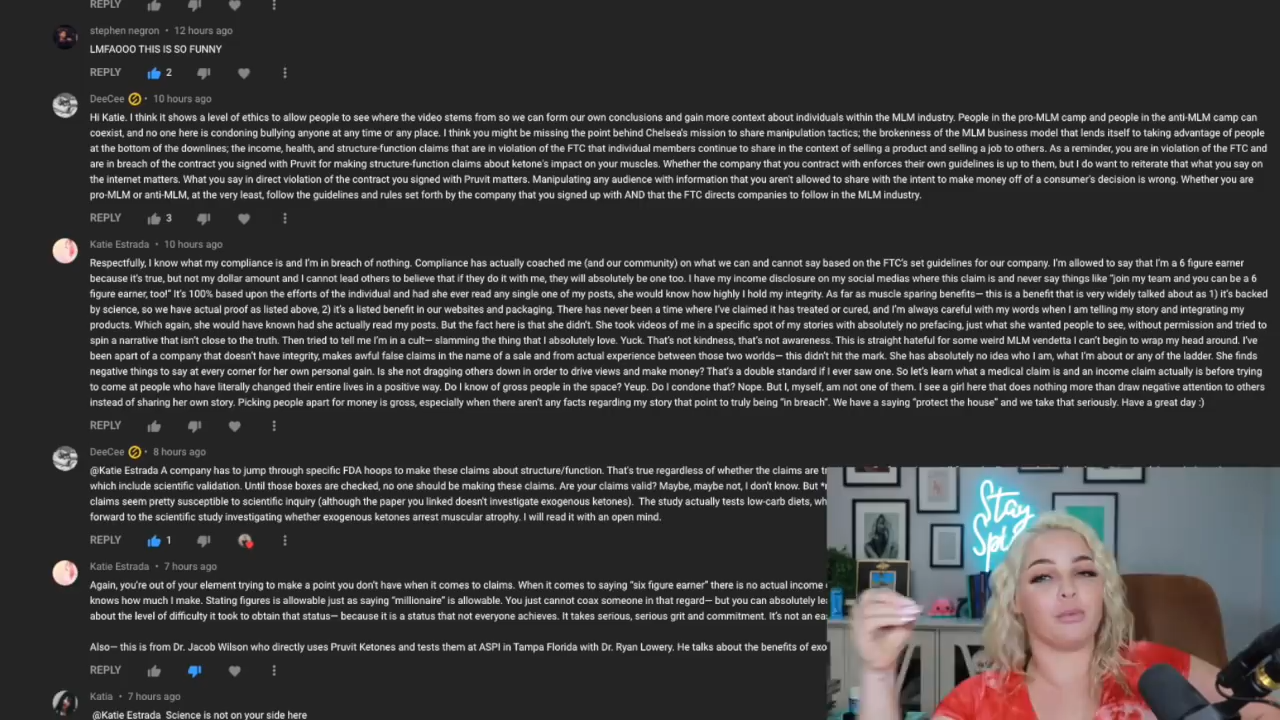 REPLY
stephen negron • 12 hours ago
LMFAOOO THIS IS SO FUNNY
REPLY 2
DeeCee • 10 hours ago
Hi Katie. I think it shows a level of ethics to allow people to see where the video stems from so we can form our own conclusions and gain more context about individuals within the MLM industry. People in the pro-MLM camp and people in the anti-MLM camp can
coexist, and no one here is condoning bullying anyone at any time or any place. I think you might be missing the point behind Chelsea's mission to share manipulation tactics; the brokenness of the MLM business model that lends itself to taking advantage of people
at the bottom of the downlines; the income, health, and structure-function claims that are in violation of the FTC that individual members continue to share in the context of selling a product and selling a job to others. As a reminder, you are in violation of the FTC and
are in breach of the contract you signed with Pruvit for making structure-function claims about ketone's impact on your muscles. Whether the company that you contract with enforces their own guidelines is up to them, but I do want to reiterate that what you say on
the internet matters. What you say in direct violation of the contract you signed with Pruvit matters. Manipulating any audience with information that you aren't allowed to share with the intent to make money off of a consumer's decision is wrong. Whether you are
pro-MLM or anti-MLM, at the very least, follow the guidelines and rules set forth by the company that you signed up with AND that the FTC directs companies to follow in the MLM industry.
REPLY 3
Katie Estrada • 10 hours ago
Respectfully, I know what my compliance is and I'm in breach of nothing. Compliance has actually coached me (and our community) on what we can and cannot say based on the FTC's set guidelines for our company. I'm allowed to say that I'm a 6 figure earner
because it's true, but not my dollar amount and I cannot lead others to believe that if they do it with me, they will absolutely be one too. I have my income disclosure on my social medias where this claim is and never say things like "join my team and you can be a 6
figure earner, too!" It's 100% based upon the efforts of the individual and had she ever read any single one of my posts, she would know how highly I hold my integrity. As far as muscle sparing benefits— this is a benefit that is very widely talked about as 1) it's backed
by science, so we have actual proof as listed above, 2) it's a listed benefit in our websites and packaging. There has never been a time where I've claimed it has treated or cured, and I'm always careful with my words when I am telling my story and integrating my
products. Which again, she would have known had she actually read my posts. But the fact here is that she didn't. She took videos of me in a specific spot of my stories with absolutely no prefacing, just what she wanted people to see, without permission and tried to
spin a narrative that isn't close to the truth. Then tried to tell me I'm in a cult— slamming the thing that I absolutely love. Yuck. That's not kindness, that's not awareness. This is straight hateful for some weird MLM vendetta I can't begin to wrap my head around. I've
been apart of a company that doesn't have integrity, makes awful false claims in the name of a sale and from actual experience between those two worlds— this didn't hit the mark. She has absolutely no idea who I am, what I'm about or any of the ladder. She finds
negative things to say at every corner for her own personal gain. Is she not dragging others down in order to drive views and make money? That's a double standard if I ever saw one. So let's learn what a medical claim is and an income claim actually is before trying
to come at people who have literally changed their entire lives in a positive way. Do I know of gross people in the space? Yeup. Do I condone that? Nope. But I, myself, am not one of them. I see a girl here that does nothing more than draw negative attention to others
instead of sharing her own story. Picking people apart for money is gross, especially when there aren't any facts regarding my story that point to truly being "in breach". We have a saying "protect the house" and we take that seriously. Have a great day :)
REPLY
DeeCee • 8 hours ago
@Katie Estrada A company has to jump through specific FDA hoops to make these claims about structure/function. That's true regardless of whether the claims are
which include scientific validation. Until those boxes are checked, no one should be making these claims. Are your claims valid? Maybe, maybe not, I don't know. But
claims seem pretty susceptible to scientific inquiry (although the paper you linked doesn't investigate exogenous ketones). The study actually tests low-carb diets,
forward to the scientific study investigating whether exogenous ketones arrest muscular atrophy. I will read it with an open mind.
REPLY 1
Katie Estrada • 7 hours ago
Again, you're out of your element trying to make a point you don't have when it comes to claims. When it comes to saying "six figure earner" there is no actual income
knows how much I make. Stating figures is allowable just as saying "millionaire" is allowable. You just cannot coax someone in that regard— but you can absolutely
about the level of difficulty it took to obtain that status— because it is a status that not everyone achieves. It takes serious, serious grit and commitment. It's not an
Also— this is from Dr. Jacob Wilson who directly uses Pruvit Ketones and tests them at ASPI in Tampa Florida with Dr. Ryan Lowery. He talks about the benefits of
REPLY
Katia • 7 hours ago
@Katie Estrada Science is not on your side here
Stay